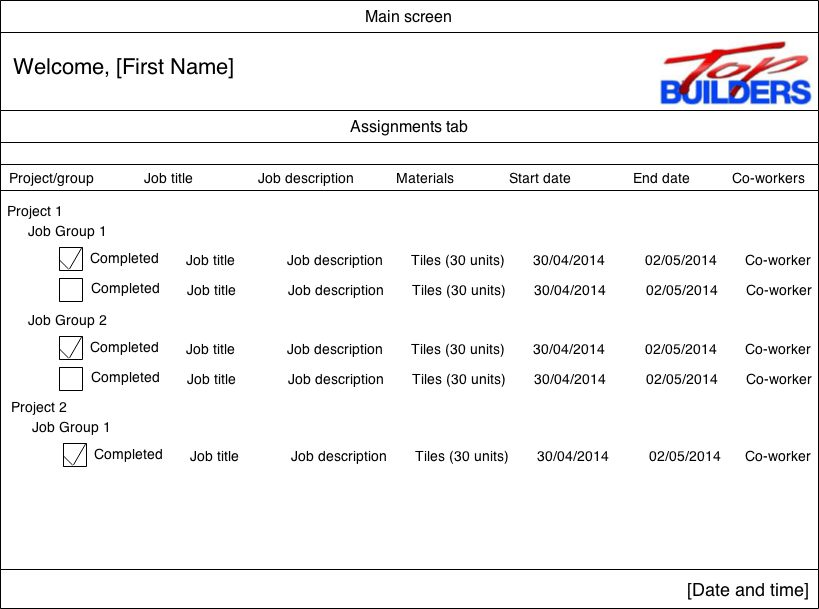 Main screen
Welcome, [First Name]
Top
BUILDERS
Assignments tab
Project/group Job title Job description Materials Start date End date Co-workers
Project 1
Job Group 1
Completed Job title Job description Tiles (30 units) 30/04/2014 02/05/2014 Co-worker
Completed Job title Job description Tiles (30 units) 30/04/2014 02/05/2014 Co-worker
Job Group 2
Completed Job title Job description Tiles (30 units) 30/04/2014 02/05/2014 Co-worker
Completed Job title Job description Tiles (30 units) 30/04/2014 02/05/2014 Co-worker
Project 2
Job Group 1
Completed Job title Job description Tiles (30 units) 30/04/2014 02/05/2014 Co-worker
[Date and time]